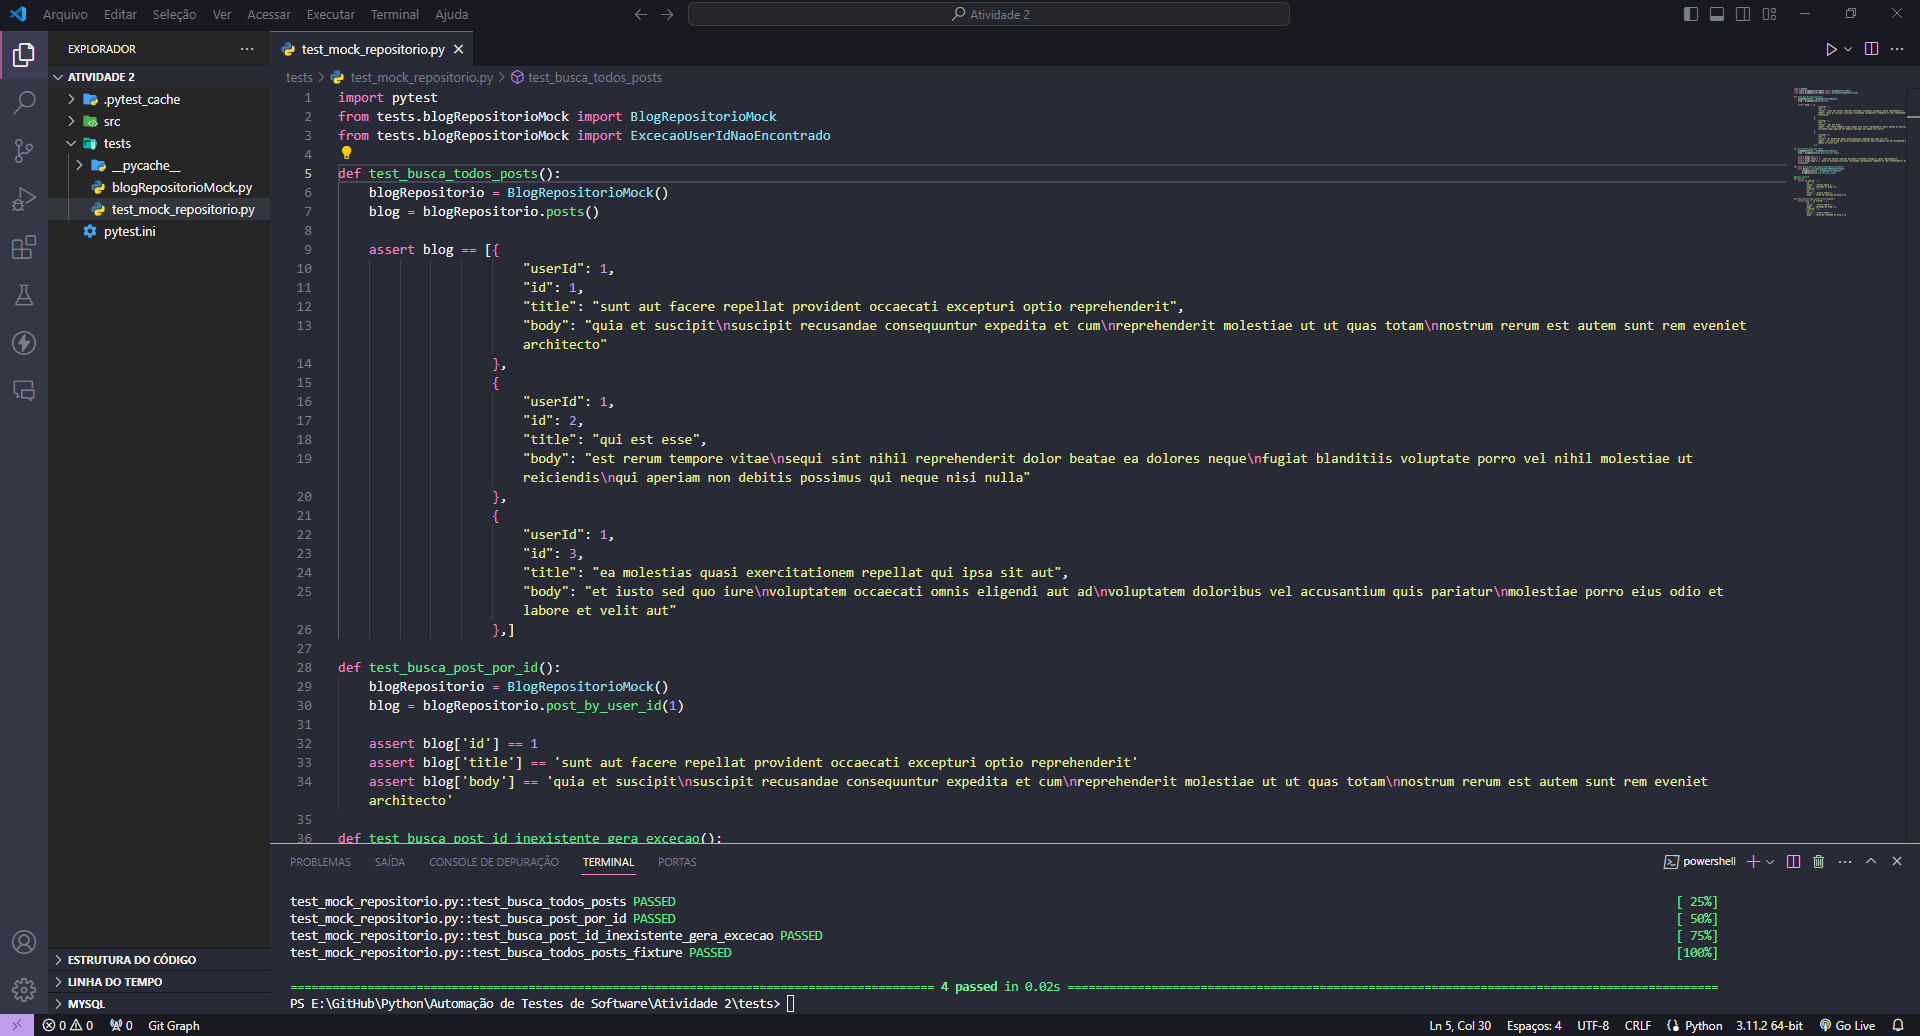 Arquivo Editar Seleção Ver Acessar Executar Terminal Ajuda
Atividade 2
EXPLORADOR
ATIVIDADE 2
.pytest_cache
src
tests
__pycache__
blogRepositorioMock.py
test_mock_repositorio.py
pytest.ini
ESTRUTURA DO CÓDIGO
LINHA DO TEMPO
MYSQL
test_mock_repositorio.py
tests > test_mock_repositorio.py > test_busca_todos_posts
1 import pytest
2 from tests.blogRepositorioMock import BlogRepositorioMock
3 from tests.blogRepositorioMock import ExcecaoUserIdNaoEncontrado
4
5 def test_busca_todos_posts():
6 blogRepositorio = BlogRepositorioMock()
7 blog = blogRepositorio.posts()
8
9 assert blog == [{
10 "userId": 1,
11 "id": 1,
12 "title": "sunt aut facere repellat provident occaecati excepturi optio reprehenderit",
13 "body": "quia et suscipit\nsuscipit recusandae consequuntur expedita et cum\nreprehenderit molestiae ut ut quas totam\nnostrum rerum est autem sunt rem eveniet
architecto"
14 },
15 {
16 "userId": 1,
17 "id": 2,
18 "title": "qui est esse",
19 "body": "est rerum tempore vitae\nsequi sint nihil reprehenderit dolor beatae ea dolores neque\nfugiat blanditiis voluptate porro vel nihil molestiae ut
reiciendis\nqui aperiam non debitis possimus qui neque nisi nulla"
20 },
21 {
22 "userId": 1,
23 "id": 3,
24 "title": "ea molestias quasi exercitationem repellat qui ipsa sit aut",
25 "body": "et iusto sed quo iure\nvoluptatem occaecati omnis eligendi aut ad\nvoluptatem doloribus vel accusantium quis pariatur\nmolestiae porro eius odio et
labore et velit aut"
26 },]
27
28 def test_busca_post_por_id():
29 blogRepositorio = BlogRepositorioMock()
30 blog = blogRepositorio.post_by_user_id(1)
31
32 assert blog['id'] == 1
33 assert blog['title'] == 'sunt aut facere repellat provident occaecati excepturi optio reprehenderit'
34 assert blog['body'] == 'quia et suscipit\nsuscipit recusandae consequuntur expedita et cum\nreprehenderit molestiae ut ut quas totam\nnostrum rerum est autem sunt rem eveniet
architecto'
35
36 def test_busca_post_id_inexistente_gera_excecao():
PROBLEMAS SAÍDA CONSOLE DE DEPURAÇÃO TERMINAL PORTAS
powershell
test_mock_repositorio.py::test_busca_todos_posts PASSED [ 25%]
test_mock_repositorio.py::test_busca_post_por_id PASSED [ 50%]
test_mock_repositorio.py::test_busca_post_id_inexistente_gera_excecao PASSED [ 75%]
test_mock_repositorio.py::test_busca_todos_posts_fixture PASSED [100%]
4 passed in 0.02s
PS E:\GitHub\Python\Automação de Testes de Software\Atividade 2\tests>
0 0 0 Git Graph
Ln 5, Col 30 Espaços: 4 UTF-8 CRLF Python 3.11.2 64-bit Go Live